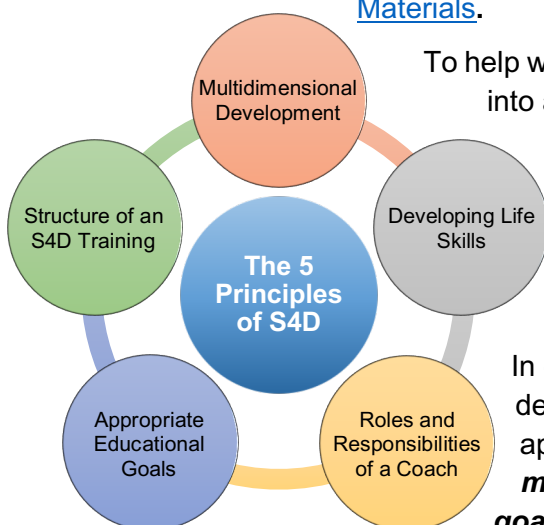 Materials.
To help w
into a
Multidimensional
Development
Structure of an
S4D Training
Developing Life
Skills
The 5
Principles
of S4D
In
de
ap
m
goa
Appropriate
Educational
Goals
Roles and
Responsibilities
of a Coach